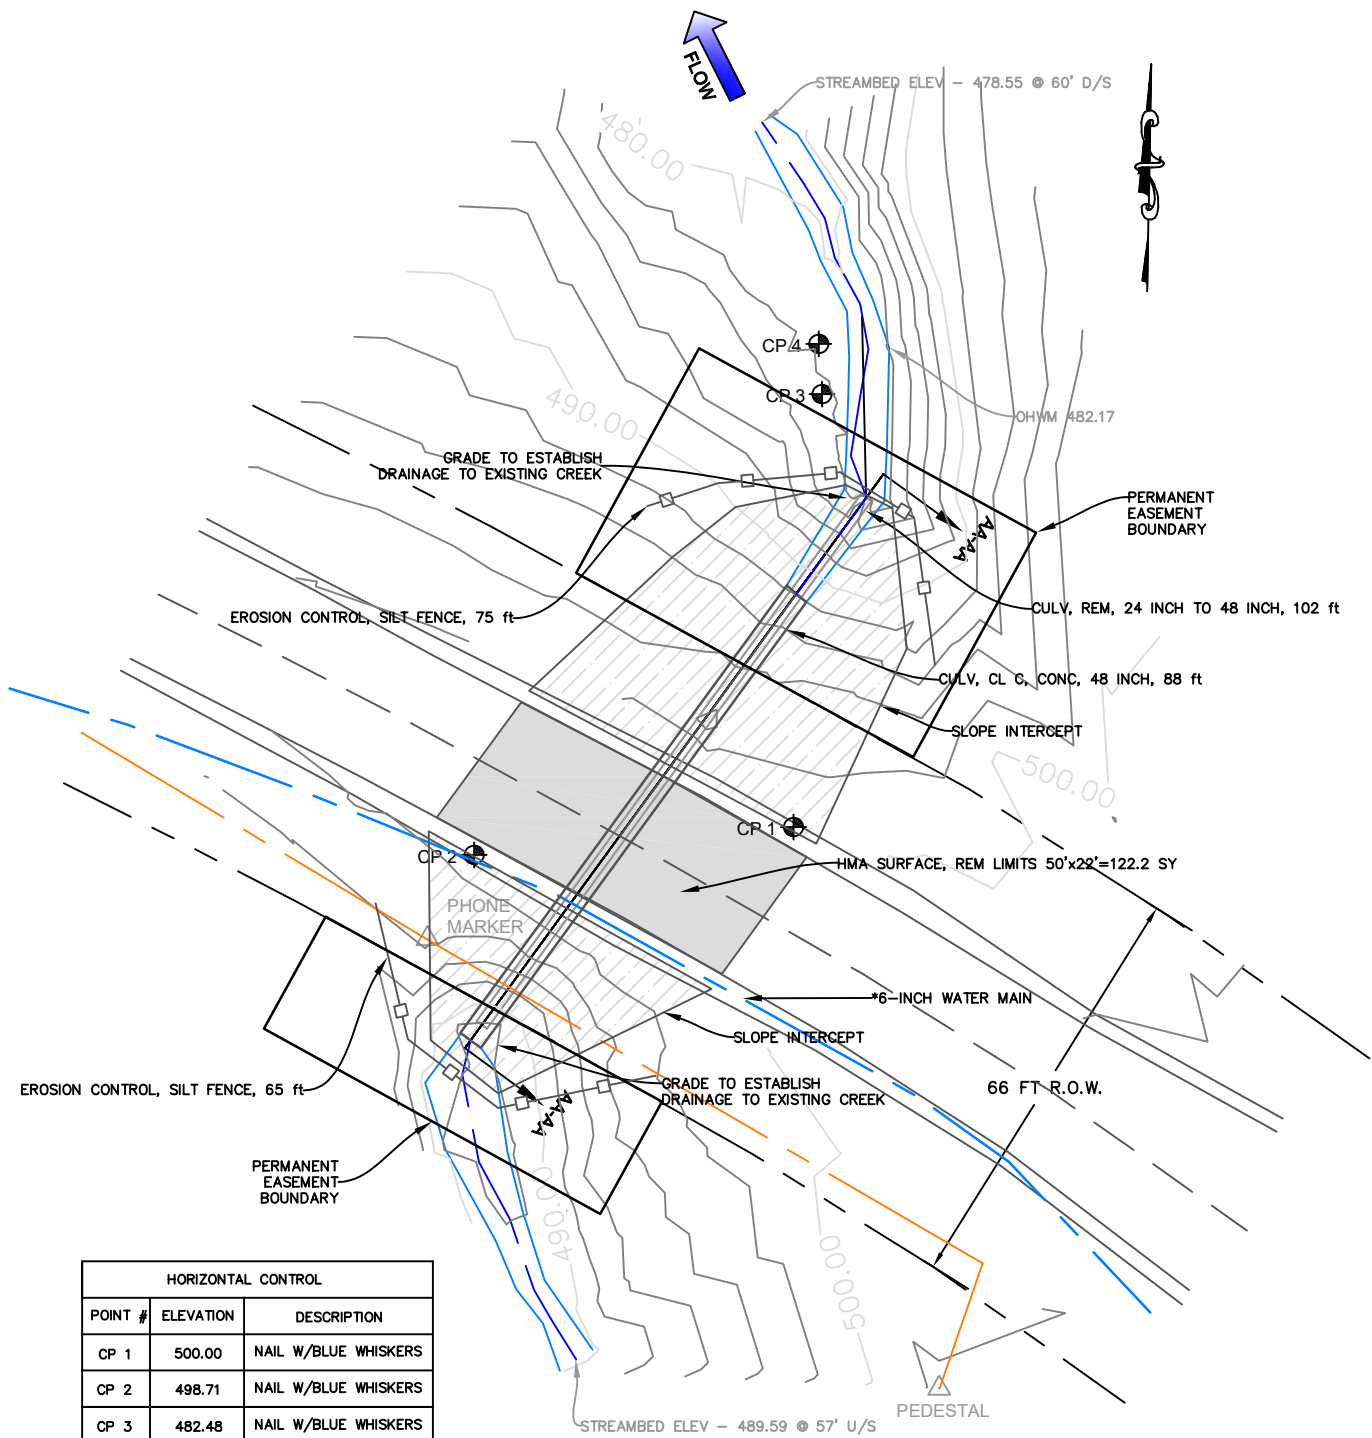 FLOW
STREAMBED ELEV - 478.55 @ 60' D/S
480.00
CP 4
CP 3
490.00
OHWM 482.17
GRADE TO ESTABLISH
DRAINAGE TO EXISTING CREEK
PERMANENT
EASEMENT
BOUNDARY
AA-AA
EROSION CONTROL, SILT FENCE, 75 ft
CULV, REM, 24 INCH TO 48 INCH, 102 ft
CULV, CL C, CONC, 48 INCH, 88 ft
SLOPE INTERCEPT
500.00
CP 1
CP 2
HMA SURFACE, REM LIMITS 50'x22'=122.2 SY
PHONE
MARKER
*6-INCH WATER MAIN
SLOPE INTERCEPT
EROSION CONTROL, SILT FENCE, 65 ft
GRADE TO ESTABLISH
DRAINAGE TO EXISTING CREEK
66 FT R.O.W.
AA-AA
PERMANENT
EASEMENT
BOUNDARY
490.00
500.00
HORIZONTAL CONTROL
POINT # ELEVATION DESCRIPTION
CP 1 500.00 NAIL W/BLUE WHISKERS
CP 2 498.71 NAIL W/BLUE WHISKERS
CP 3 482.48 NAIL W/BLUE WHISKERS
PEDESTAL
STREAMBED ELEV - 489.59 @ 57' U/S